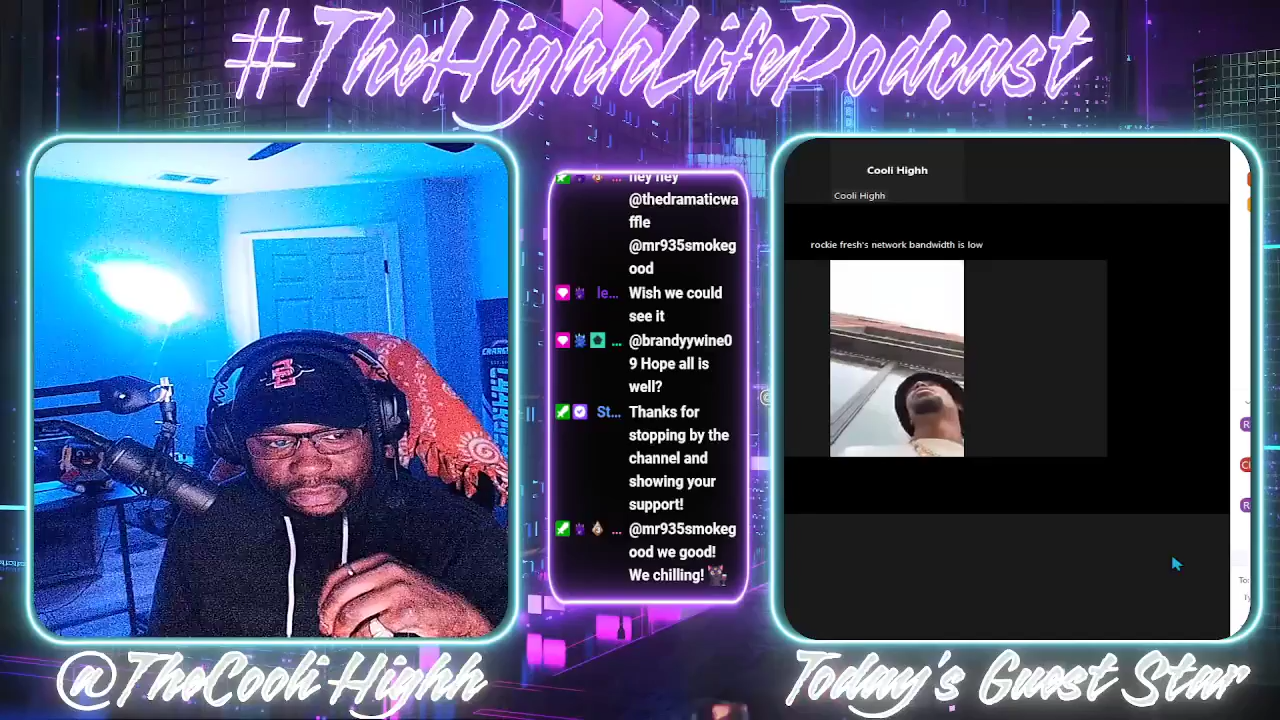 #TheHighhLifePodcast
Cooli Highh
Cooli Highh
rockie fresh's network bandwidth is low
hey hey
@thedramaticwa
ffle
@mr935smokeg
ood
le... Wish we could
see it
... @brandyywine0
9 Hope all is
well?
St... Thanks for
stopping by the
channel and
showing your
support!
... @mr935smokeg
ood we good!
We chilling!
@TheCooliHighh
Today's Guest Star